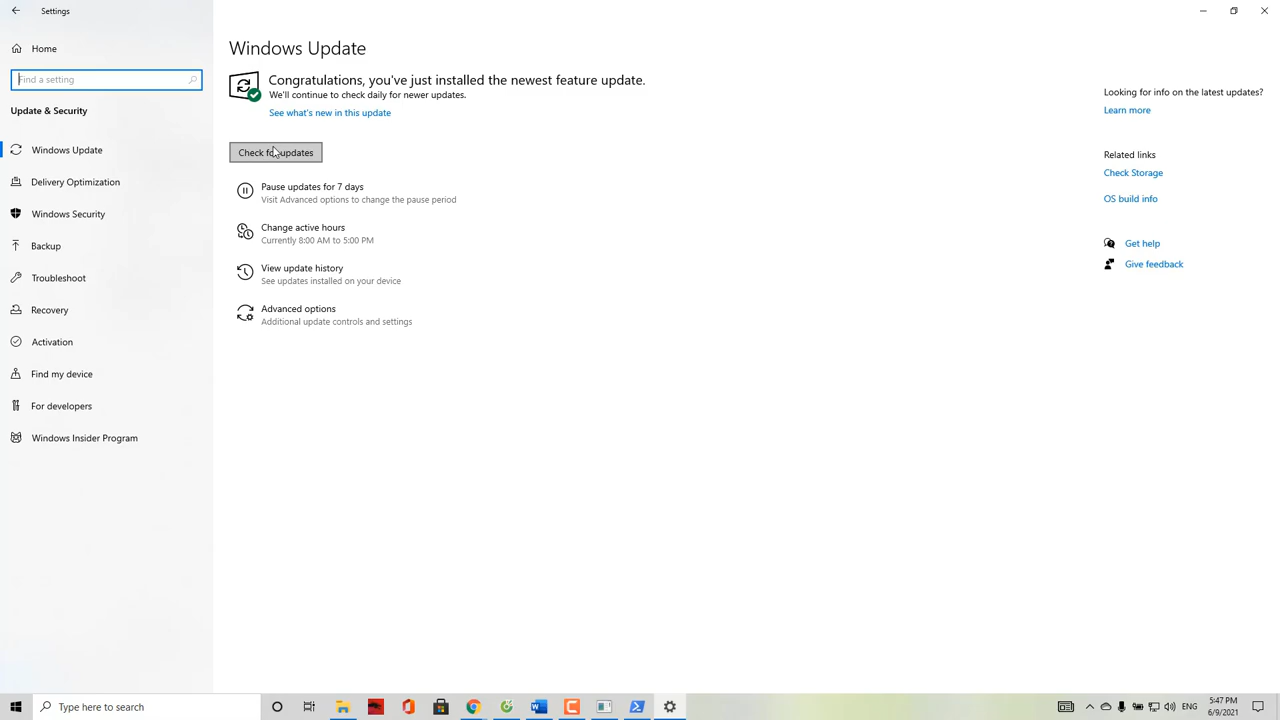 Settings
Home
Find a setting
Update & Security
Windows Update
Delivery Optimization
Windows Security
Backup
Troubleshoot
Recovery
Activation
Find my device
For developers
Windows Insider Program
Windows Update
Congratulations, you've just installed the newest feature update.
We'll continue to check daily for newer updates.
See what's new in this update
Check for updates
Pause updates for 7 days
Visit Advanced options to change the pause period
Change active hours
Currently 8:00 AM to 5:00 PM
View update history
See updates installed on your device
Advanced options
Additional update controls and settings
Looking for info on the latest updates?
Learn more
Related links
Check Storage
OS build info
Get help
Give feedback
Type here to search
ENG
5:47 PM
6/9/2021